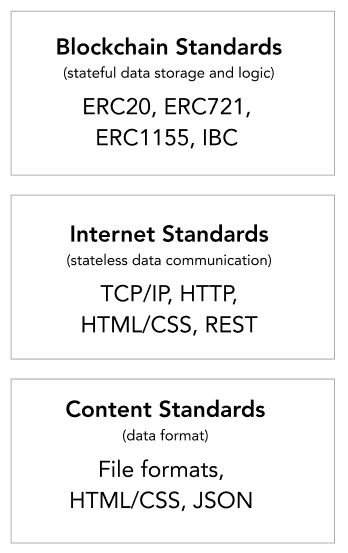 Blockchain Standards
(stateful data storage and logic)
ERC20, ERC721,
ERC1155, IBC
Internet Standards
(stateless data communication)
TCP/IP, HTTP,
HTML/CSS, REST
Content Standards
(data format)
File formats,
HTML/CSS, JSON